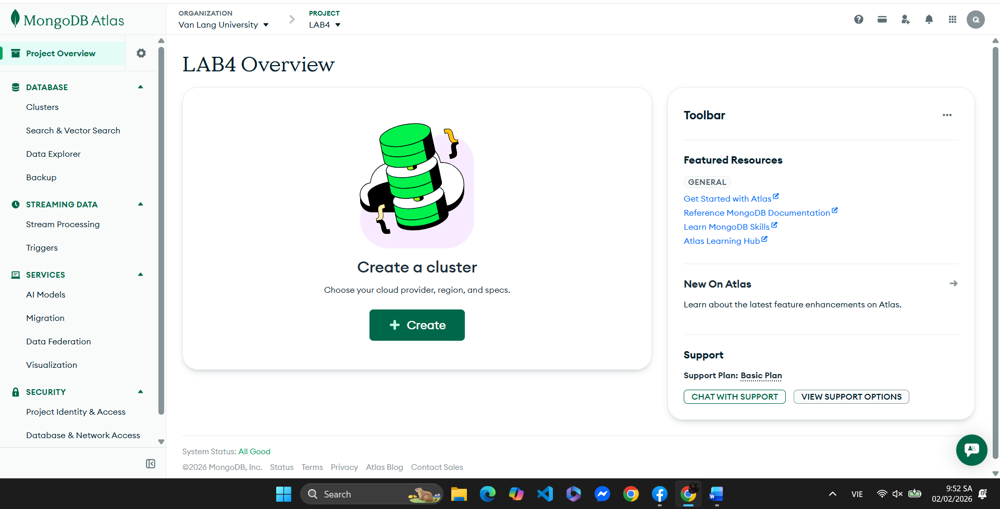 MongoDB Atlas
ORGANIZATION
Van Lang University
PROJECT
LAB4
Q
Project Overview
DATABASE
Clusters
Search & Vector Search
Data Explorer
Backup
STREAMING DATA
Stream Processing
Triggers
SERVICES
AI Models
Migration
Data Federation
Visualization
SECURITY
Project Identity & Access
Database & Network Access
LAB4 Overview
Create a cluster
Choose your cloud provider, region, and specs.
+ Create
Toolbar
Featured Resources
GENERAL
Get Started with Atlas
Reference MongoDB Documentation
Learn MongoDB Skills
Atlas Learning Hub
New On Atlas
Learn about the latest feature enhancements on Atlas.
Support
Support Plan: Basic Plan
CHAT WITH SUPPORT
VIEW SUPPORT OPTIONS
System Status: All Good
©2026 MongoDB, Inc. Status Terms Privacy Atlas Blog Contact Sales
Search
VIE
9:52 SA
02/02/2026